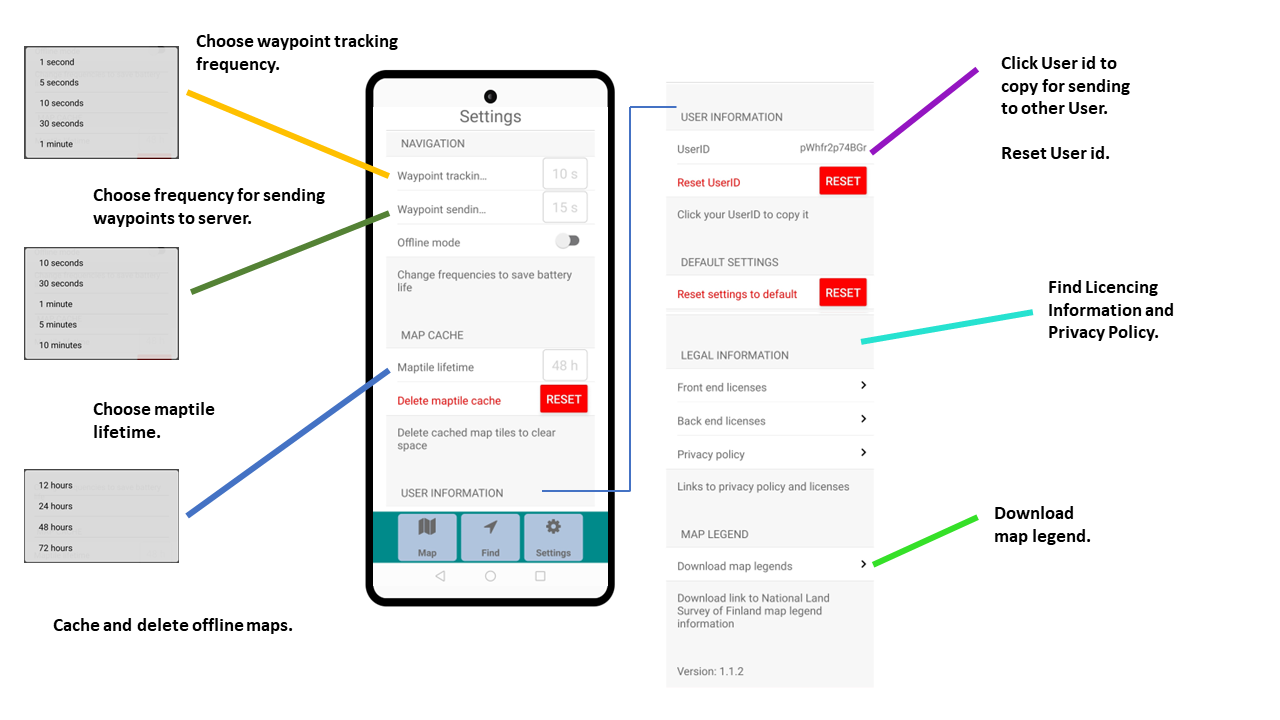 Choose waypoint tracking
frequency.
1 second
5 seconds
10 seconds
30 seconds
1 minute
Choose frequency for sending
waypoints to server.
10 seconds
30 seconds
1 minute
5 minutes
10 minutes
Choose maptile
lifetime.
12 hours
24 hours
48 hours
72 hours
Cache and delete offline maps.
Settings
NAVIGATION
Waypoint trackin... 10 s
Waypoint sendin... 15 s
Offline mode
Change frequencies to save battery
life
MAP CACHE
Maptile lifetime 48 h
Delete maptile cache RESET
Delete cached map tiles to clear
space
USER INFORMATION
Map Find Settings
USER INFORMATION
UserID pWhfr2p74BGr
Reset UserID RESET
Click your UserID to copy it
DEFAULT SETTINGS
Reset settings to default RESET
LEGAL INFORMATION
Front end licenses
Back end licenses
Privacy policy
Links to privacy policy and licenses
MAP LEGEND
Download map legends
Download link to National Land
Survey of Finland map legend
information
Version: 1.1.2
Click User id to
copy for sending
to other User.
Reset User id.
Find Licencing
Information and
Privacy Policy.
Download
map legend.